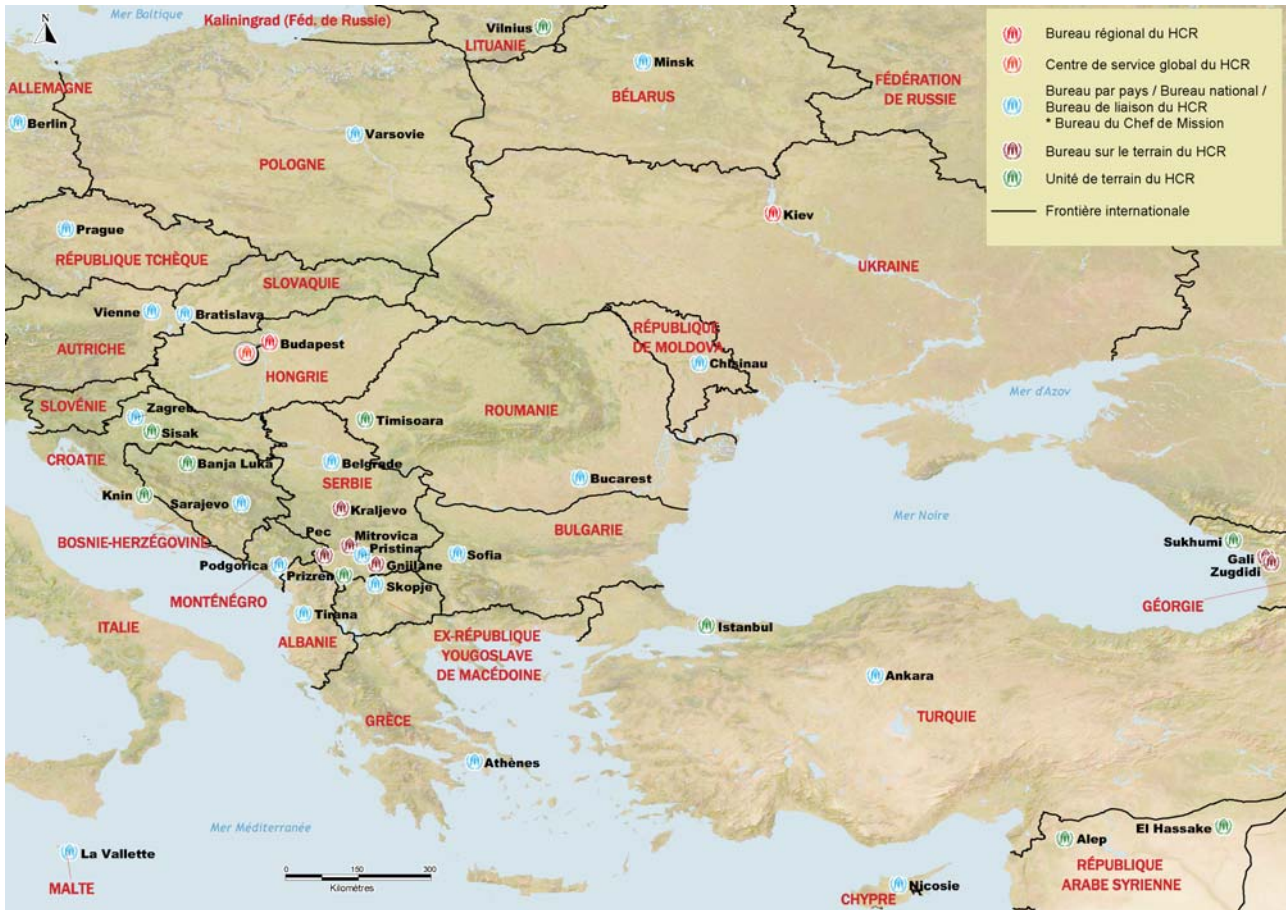 Mer Baltique
Kaliningrad (Féd. de Russie)
N
Vilnius
LITUANIE
Minsk
BÉLARUS
FÉDÉRATION
DE RUSSIE
Bureau régional du HCR
Centre de service global du HCR
Bureau par pays / Bureau national /
Bureau de liaison du HCR
* Bureau du Chef de Mission
Bureau sur le terrain du HCR
Unité de terrain du HCR
Frontière internationale
ALLEMAGNE
Berlin
Varsovie
POLOGNE
Kiev
UKRAINE
Prague
RÉPUBLIQUE TCHÈQUE
SLOVAQUIE
Vienne
Bratislava
AUTRICHE
Budapest
HONGRIE
RÉPUBLIQUE
DE MOLDOVA
Chisinau
Mer d'Azov
SLOVÉNIE
Zagreb
Sisak
Timisoara
ROUMANIE
CROATIE
Banja Luka
Belgrade
SERBIE
Bucarest
Knin
Sarajevo
Kraljevo
Mer Noire
BOSNIE-HERZÉGOVINE
Pec
Mitrovica
Pristina
BULGARIE
Sukhumi
Podgorica
Prizren
Gnjilane
Sofia
Gali
Zugdidi
Skopje
MONTÉNÉGRO
GÉORGIE
ITALIE
Tirana
ALBANIE
EX-RÉPUBLIQUE
YOUGOSLAVE
DE MACÉDOINE
Istanbul
Ankara
GRÈCE
TURQUIE
Athènes
Mer Méditerranée
El Hassake
Alep
La Vallette
MALTE
0 150 300
Kilomètres
RÉPUBLIQUE
ARABE SYRIENNE
Nicosie
CHYPRE